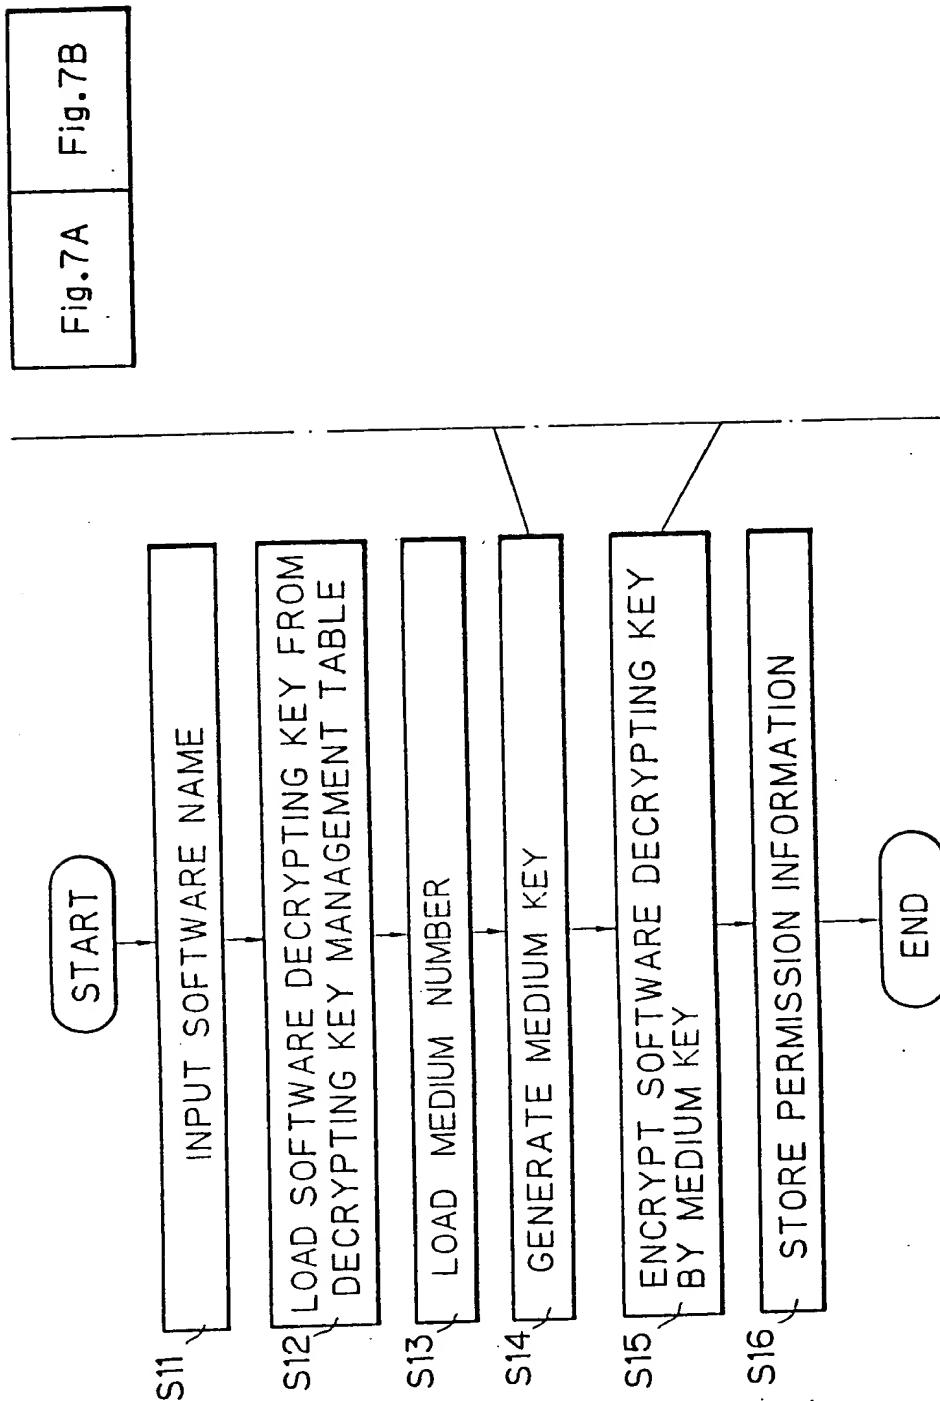 Fig.7A Fig.7B
START
S11 INPUT SOFTWARE NAME
S12 LOAD SOFTWARE DECRYPTING KEY FROM
DECRYPTING KEY MANAGEMENT TABLE
S13 LOAD MEDIUM NUMBER
S14 GENERATE MEDIUM KEY
S15 ENCRYPT SOFTWARE DECRYPTING KEY
BY MEDIUM KEY
S16 STORE PERMISSION INFORMATION
END